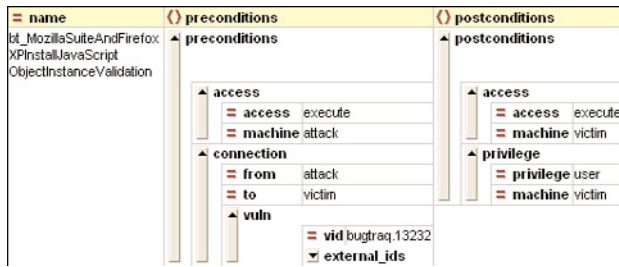 = name
() preconditions
() postconditions
bt_MozillaSuiteAndFirefox
XPInstallJavaScript
ObjectInstanceValidation
preconditions
access
= access execute
= machine attack
connection
= from attack
= to victim
vuln
= vid bugtraq.13232
external_ids
postconditions
access
= access execute
= machine victim
privilege
= privilege user
= machine victim